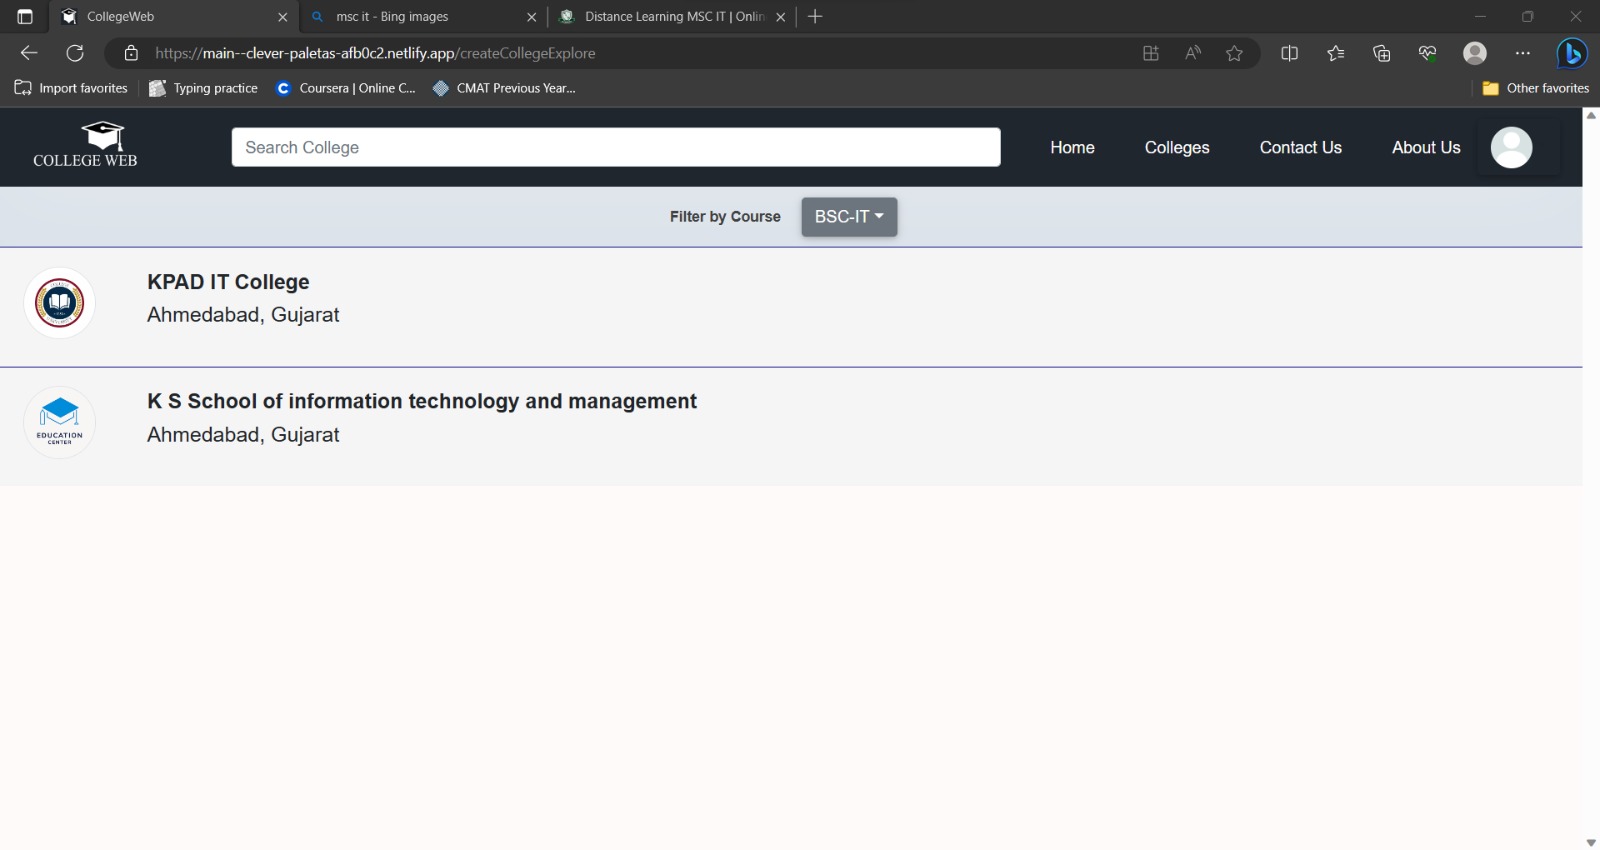 CollegeWeb
msc it - Bing images
Distance Learning MSC IT | Onlin
https://main--clever-paletas-afb0c2.netlify.app/createCollegeExplore
Import favorites
Typing practice
Coursera | Online C...
CMAT Previous Year...
Other favorites
COLLEGE WEB
Search College
Home
Colleges
Contact Us
About Us
Filter by Course
BSC-IT
KPAD IT College
Ahmedabad, Gujarat
EDUCATION
CENTER
K S School of information technology and management
Ahmedabad, Gujarat